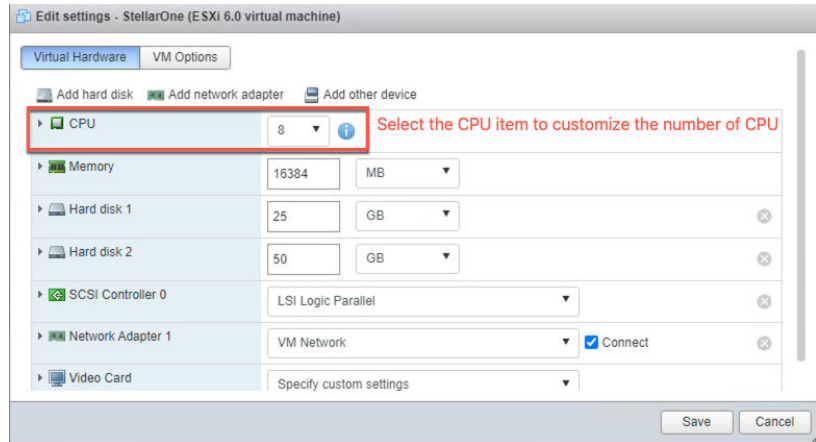 Edit settings - StellarOne (ESXi 6.0 virtual machine)
Virtual Hardware VM Options
Add hard disk Add network adapter Add other device
CPU 8 Select the CPU item to customize the number of CPU
Memory 16384 MB
Hard disk 1 25 GB
Hard disk 2 50 GB
SCSI Controller 0 LSI Logic Parallel
Network Adapter 1 VM Network Connect
Video Card Specify custom settings
Save Cancel